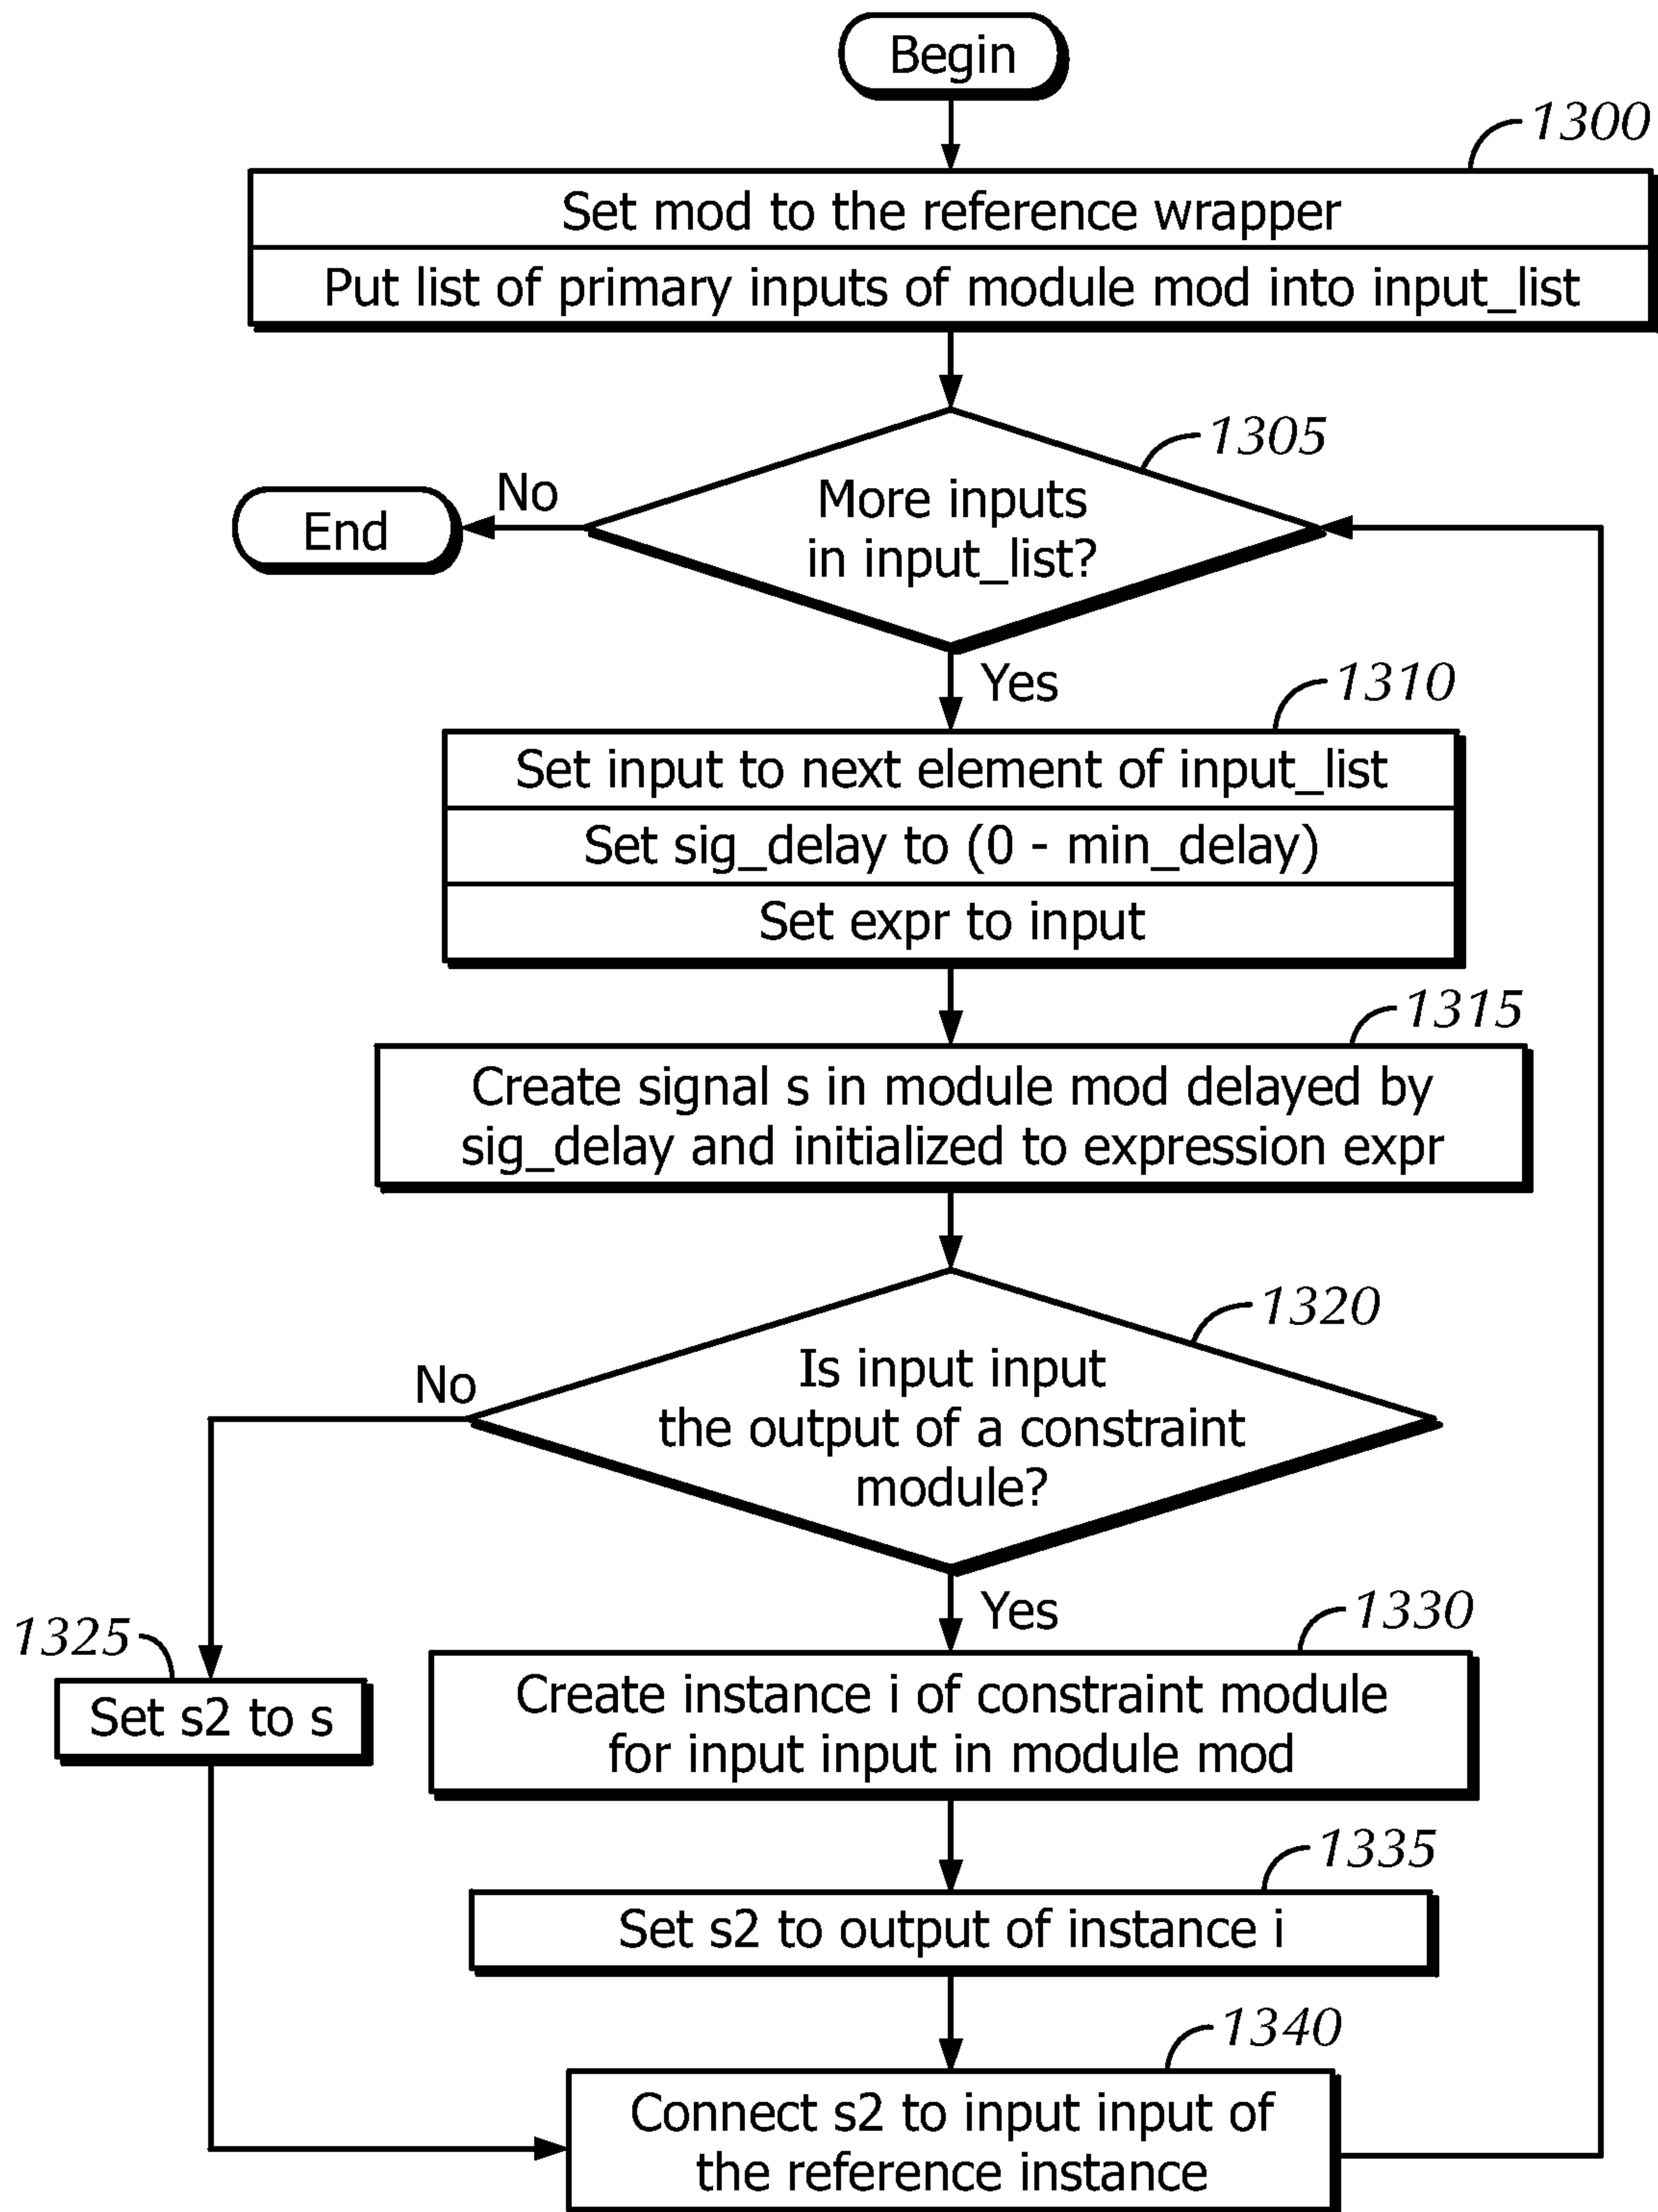 Begin
1300
Set mod to the reference wrapper
Put list of primary inputs of module mod into input_list
1305
More inputs
in input_list?
No
End
Yes
1310
Set input to next element of input_list
Set sig_delay to (0 - min_delay)
Set expr to input
1315
Create signal s in module mod delayed by
sig_delay and initialized to expression expr
1320
Is input input
the output of a constraint
module?
No
Yes
1325
Set s2 to s
1330
Create instance i of constraint module
for input input in module mod
1335
Set s2 to output of instance i
1340
Connect s2 to input input of
the reference instance